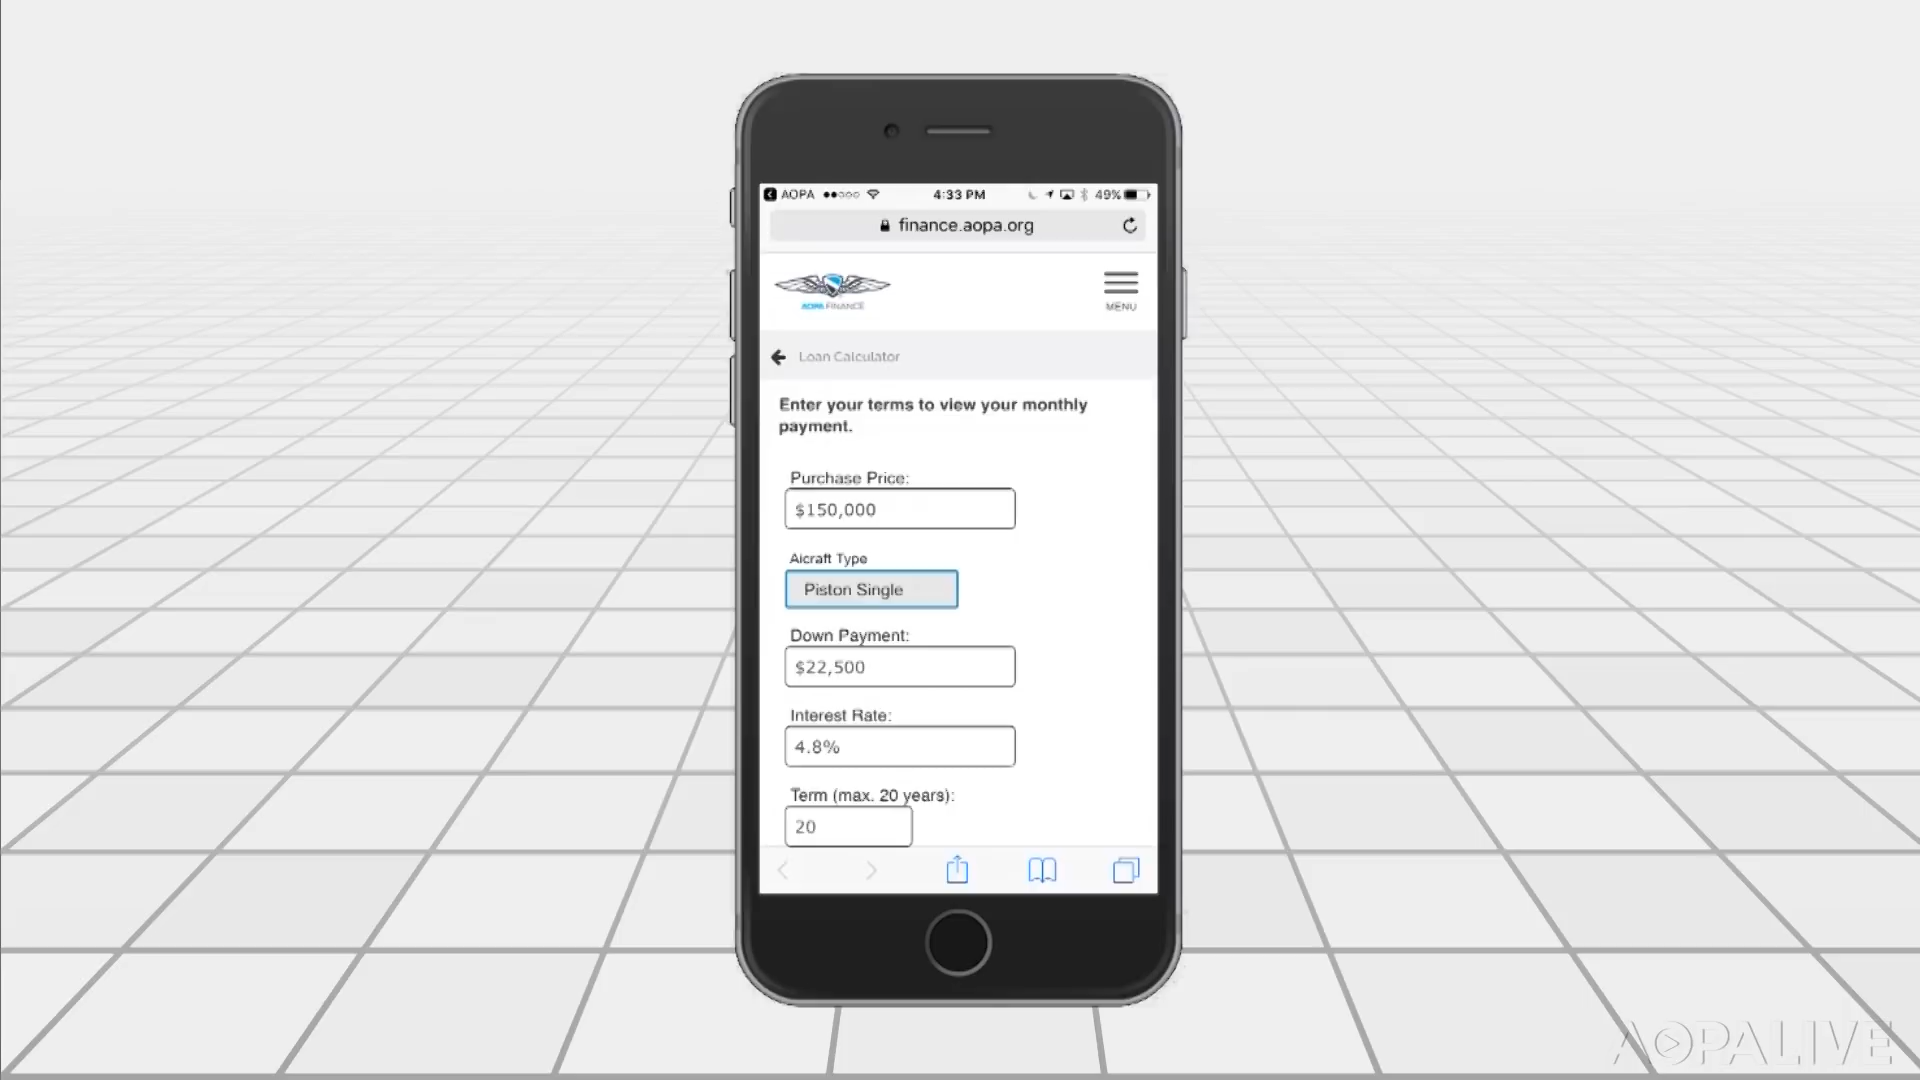 AOPA 4:33 PM 49%
finance.aopa.org
AOPA FINANCE
MENU
Loan Calculator
Enter your terms to view your monthly
payment.
Purchase Price:
$150,000
Aicraft Type
Piston Single
Down Payment:
$22,500
Interest Rate:
4.8%
Term (max. 20 years):
20
AOPALIVE